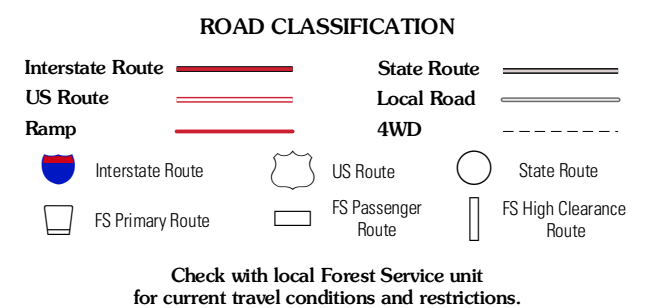 ROAD CLASSIFICATION
Interstate Route
State Route
US Route
Local Road
Ramp
4WD
Interstate Route
US Route
State Route
FS Primary Route
FS Passenger
Route
FS High Clearance
Route
Check with local Forest Service unit
for current travel conditions and restrictions.